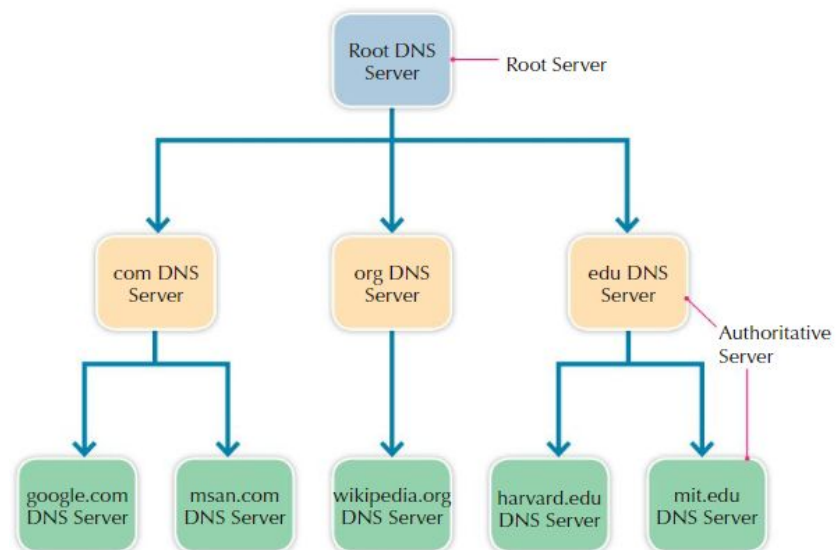 Root DNS
Server
Root Server
com DNS
Server
org DNS
Server
edu DNS
Server
Authoritative
Server
google.com
DNS Server
msan.com
DNS Server
wikipedia.org
DNS Server
harvard.edu
DNS Server
mit.edu
DNS Server